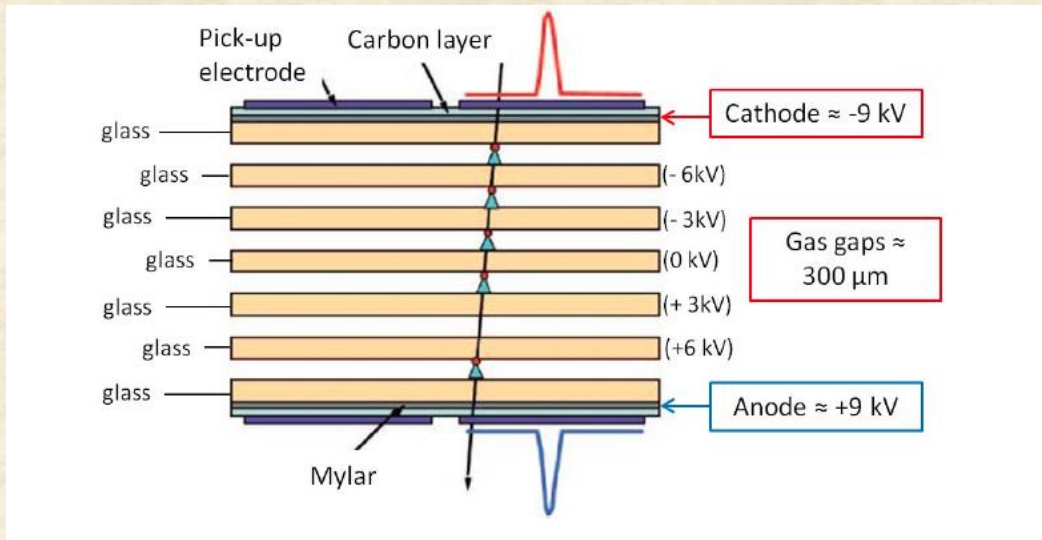 Pick-up
electrode
Carbon layer
Cathode ≈ -9 kV
glass
glass
(- 6kV)
glass
(- 3kV)
Gas gaps ≈
300 µm
glass
(0 kV)
glass
(+ 3kV)
glass
(+6 kV)
glass
Anode ≈ +9 kV
Mylar